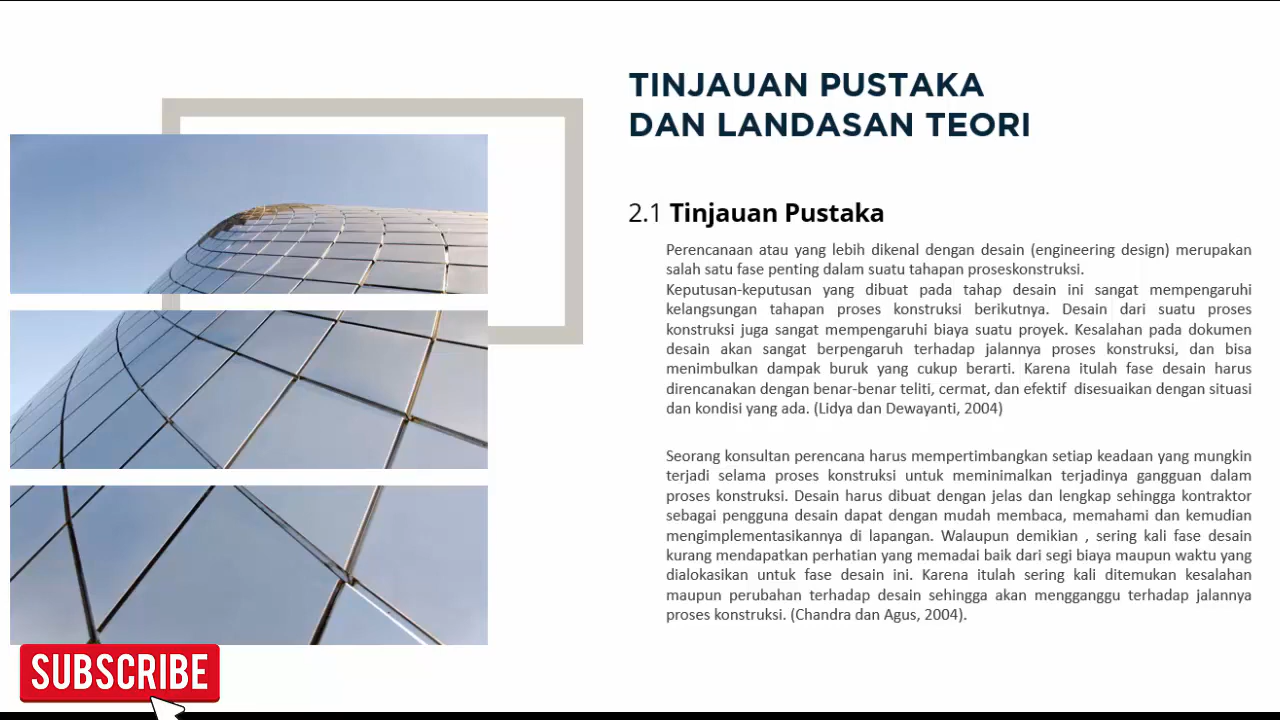 TINJAUAN PUSTAKA
DAN LANDASAN TEORI
2.1 Tinjauan Pustaka
Perencanaan atau yang lebih dikenal dengan desain (engineering design) merupakan
salah satu fase penting dalam suatu tahapan proseskonstruksi.
Keputusan-keputusan yang dibuat pada tahap desain ini sangat mempengaruhi
kelangsungan tahapan proses konstruksi berikutnya. Desain dari suatu proses
konstruksi juga sangat mempengaruhi biaya suatu proyek. Kesalahan pada dokumen
desain akan sangat berpengaruh terhadap jalannya proses konstruksi, dan bisa
menimbulkan dampak buruk yang cukup berarti. Karena itulah fase desain harus
direncanakan dengan benar-benar teliti, cermat, dan efektif disesuaikan dengan situasi
dan kondisi yang ada. (Lidya dan Dewayanti, 2004)
Seorang konsultan perencana harus mempertimbangkan setiap keadaan yang mungkin
terjadi selama proses konstruksi untuk meminimalkan terjadinya gangguan dalam
proses konstruksi. Desain harus dibuat dengan jelas dan lengkap sehingga kontraktor
sebagai pengguna desain dapat dengan mudah membaca, memahami dan kemudian
mengimplementasikannya di lapangan. Walaupun demikian , sering kali fase desain
kurang mendapatkan perhatian yang memadai baik dari segi biaya maupun waktu yang
dialokasikan untuk fase desain ini. Karena itulah sering kali ditemukan kesalahan
maupun perubahan terhadap desain sehingga akan mengganggu terhadap jalannya
proses konstruksi. (Chandra dan Agus, 2004).
SUBSCRIBE